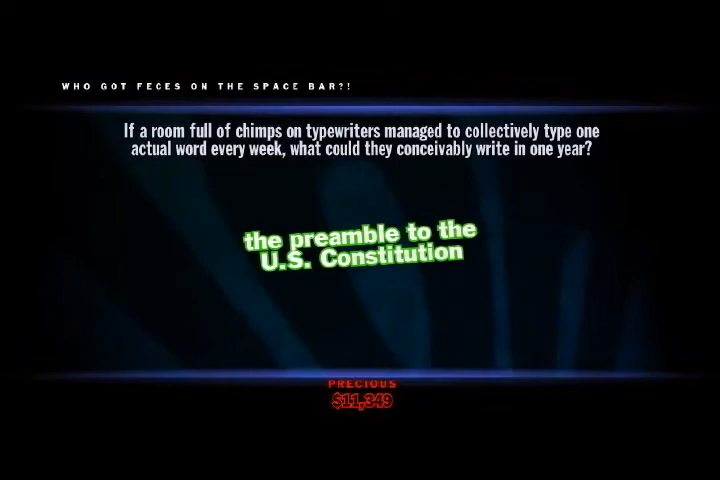 WHO GOT FECES ON THE SPACE BAR?!
If a room full of chimps on typewriters managed to collectively type one
actual word every week, what could they conceivably write in one year?
the preamble to the
U.S. Constitution
PRECIOUS
$11,349